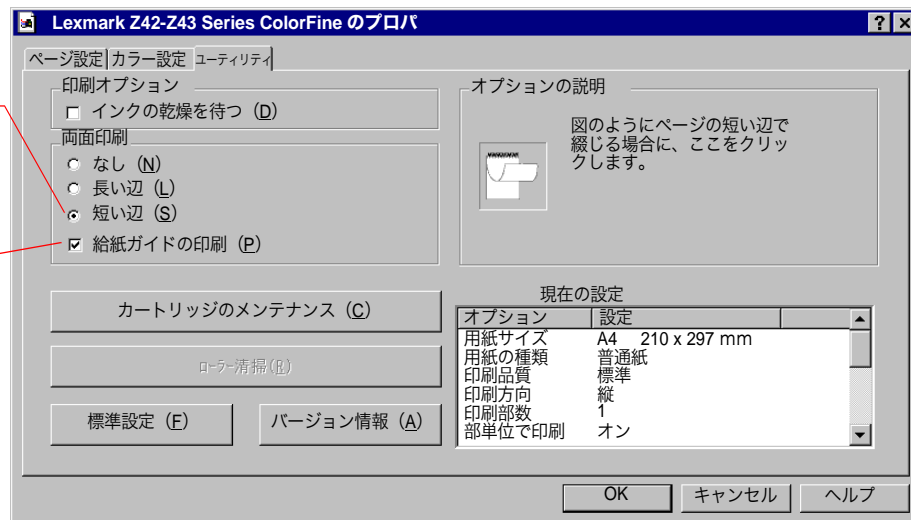 Lexmark Z42-Z43 Series ColorFine のプロパ
ページ設定 カラー設定 ユーティリティ
印刷オプション
インクの乾燥を待つ (D)
両面印刷
なし (N)
長い辺 (L)
短い辺 (S)
給紙ガイドの印刷 (P)
オプションの説明
図のようにページの短い辺で
綴じる場合に、ここをクリッ
クします。
カートリッジのメンテナンス (C)
ローラー清掃(R)
標準設定 (F) バージョン情報 (A)
現在の設定
オプション 設定
用紙サイズ A4 210 x 297 mm
用紙の種類 普通紙
印刷品質 標準
印刷方向 縦
印刷部数 1
部単位で印刷 オン
OK キャンセル ヘルプ